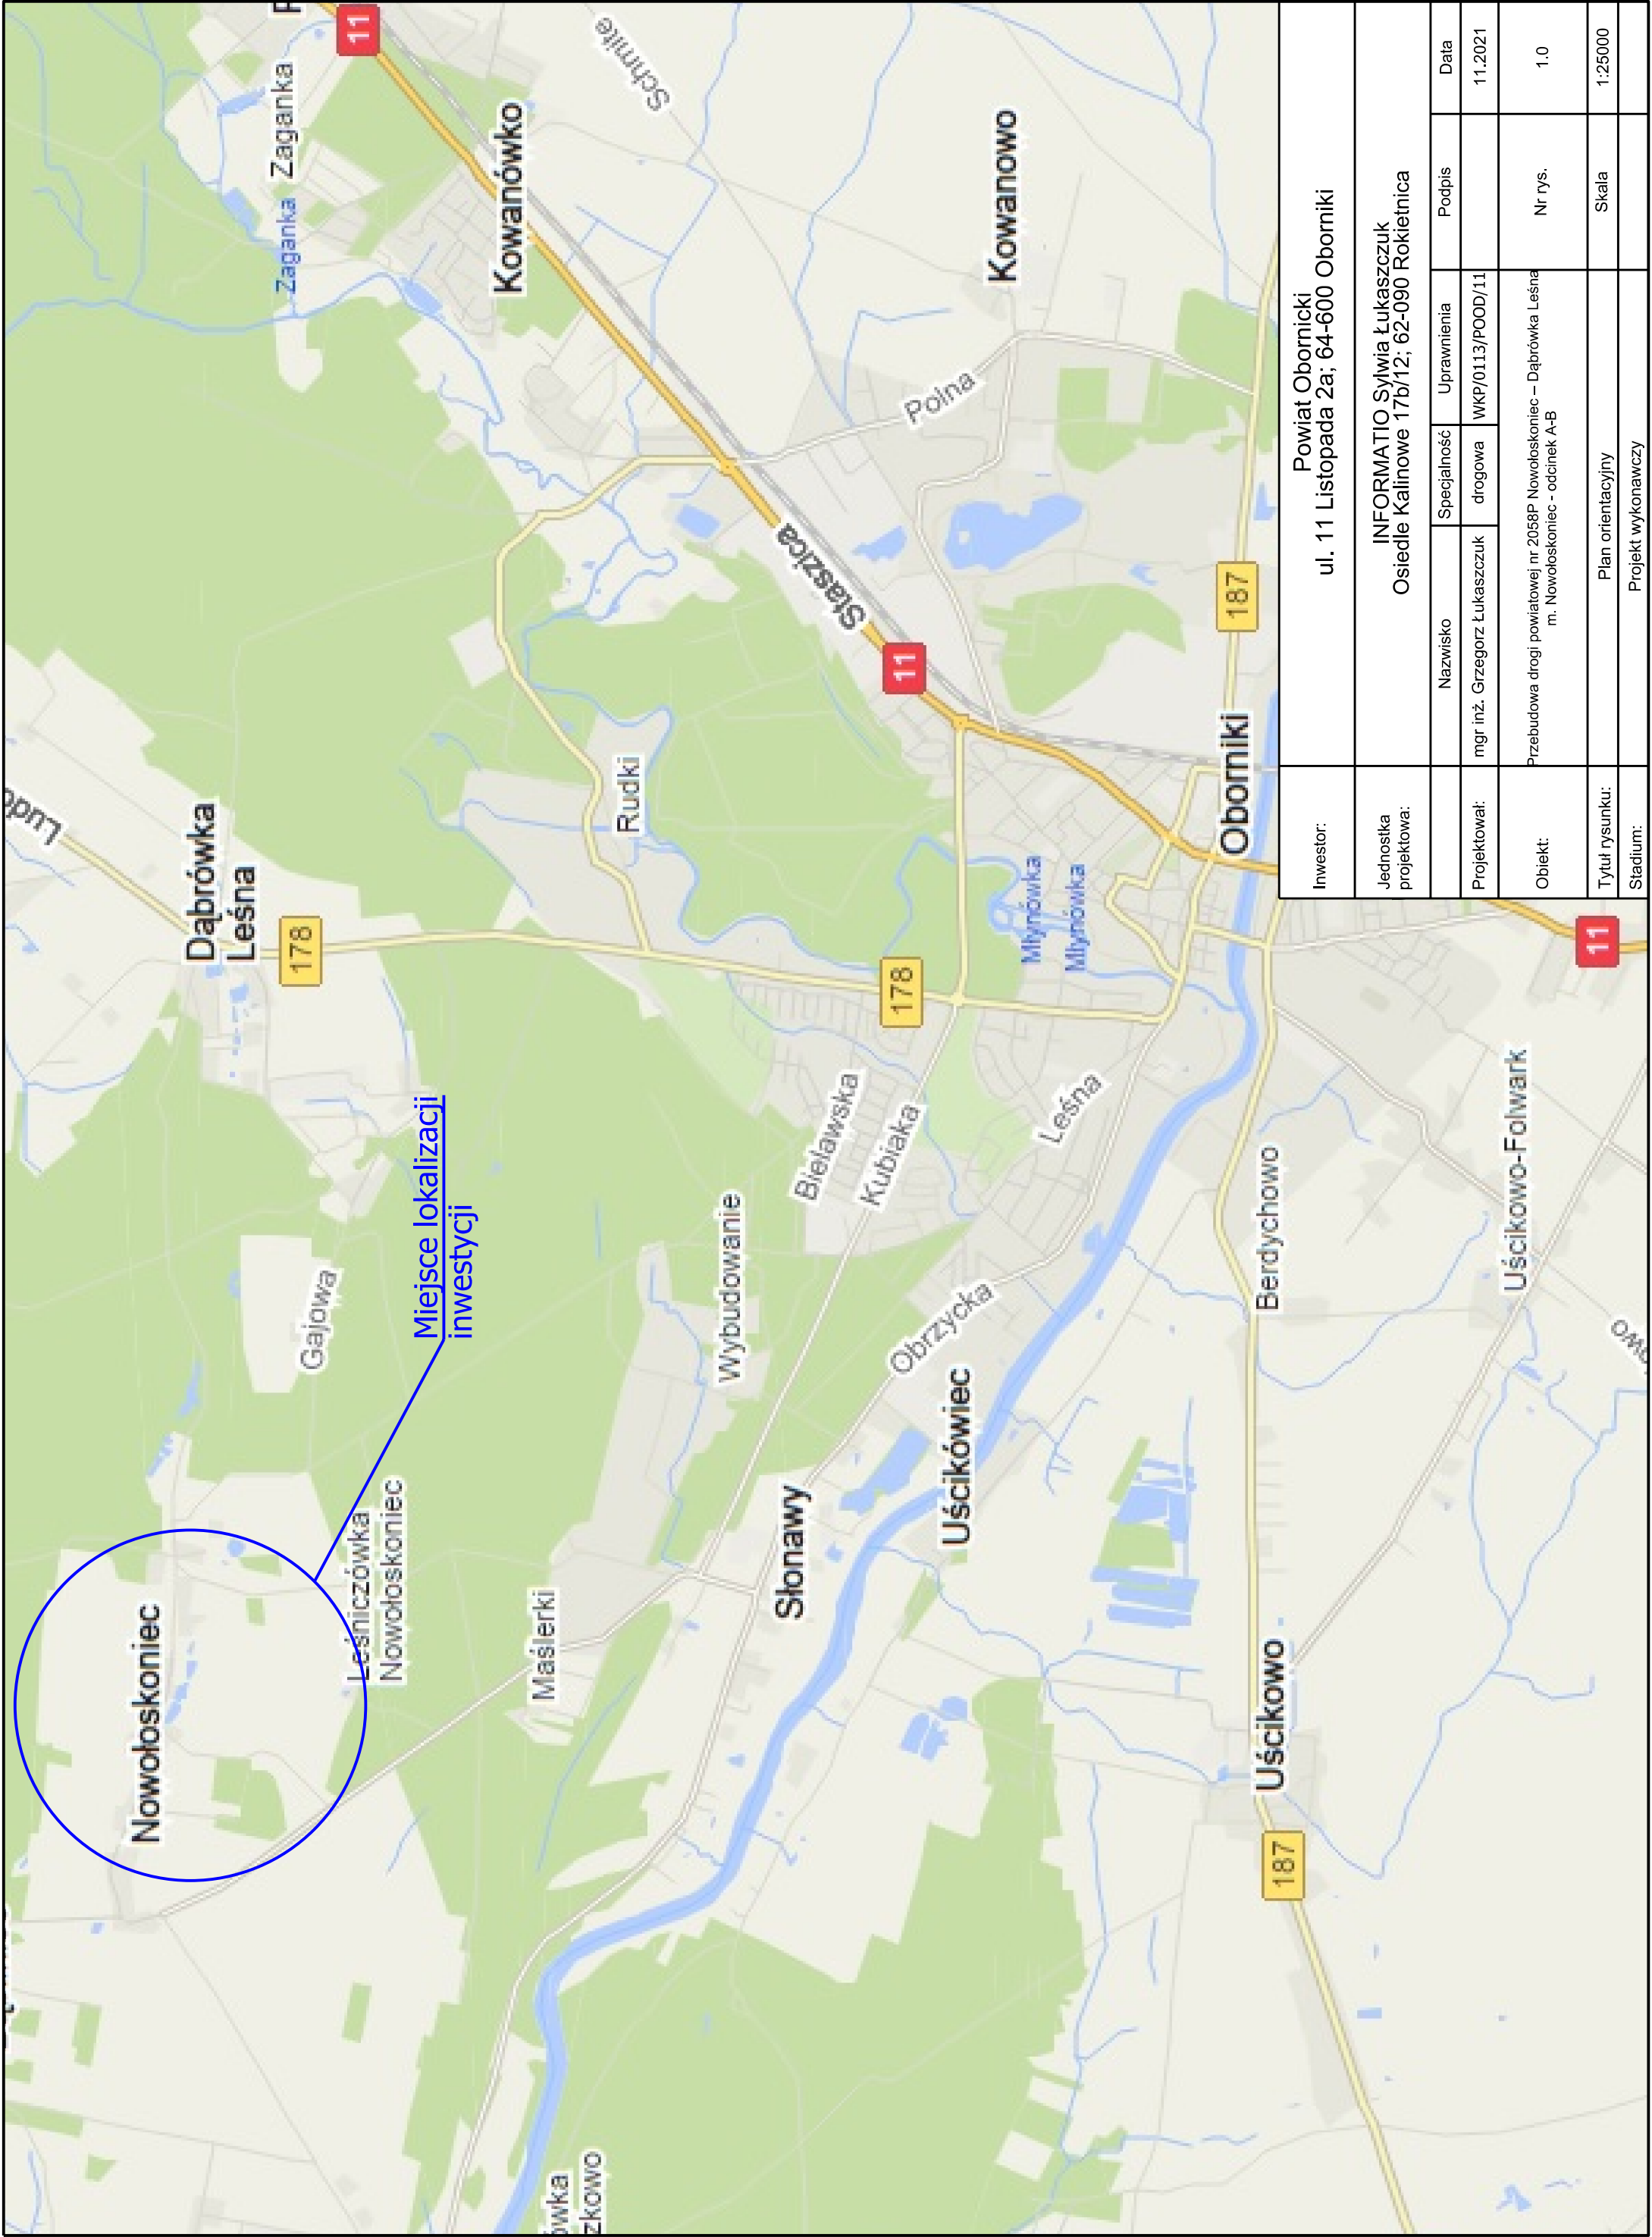 Nowołoskoniec
Leśniczówka
Nowołoskoniec
Gajowa
Miejsce lokalizacji
inwestycji
Dąbrówka
Leśna
178
Zaganka
Zaganka
11
Kowanówko
Schmite
Kowanowo
Polna
Staszica
11
Rudki
Maślerki
Wybudowanie
Bielawska
Kubiaka
178
Młynówka
Młynówka
Leśna
Obrzycka
Słonawy
Uścikówiec
Oborniki
187
Berdychowo
Uścikowo
187
Uścikowo-Folwark
11
Inwestor:
Powiat Obornicki
ul. 11 Listopada 2a; 64-600 Oborniki
Jednostka
projektowa:
INFORMATIO Sylwia Łukaszczuk
Osiedle Kalinowe 17b/12; 62-090 Rokietnica
Nazwisko Specjalność Uprawnienia Podpis Data
Projektował: mgr inż. Grzegorz Łukaszczuk drogowa WKP/0113/POOD/11 11.2021
Obiekt:
Przebudowa drogi powiatowej nr 2058P Nowołoskoniec – Dąbrówka Leśna
m. Nowołoskoniec - odcinek A-B
Nr rys. 1.0
Tytuł rysunku: Plan orientacyjny Skala 1:25000
Stadium: Projekt wykonawczy